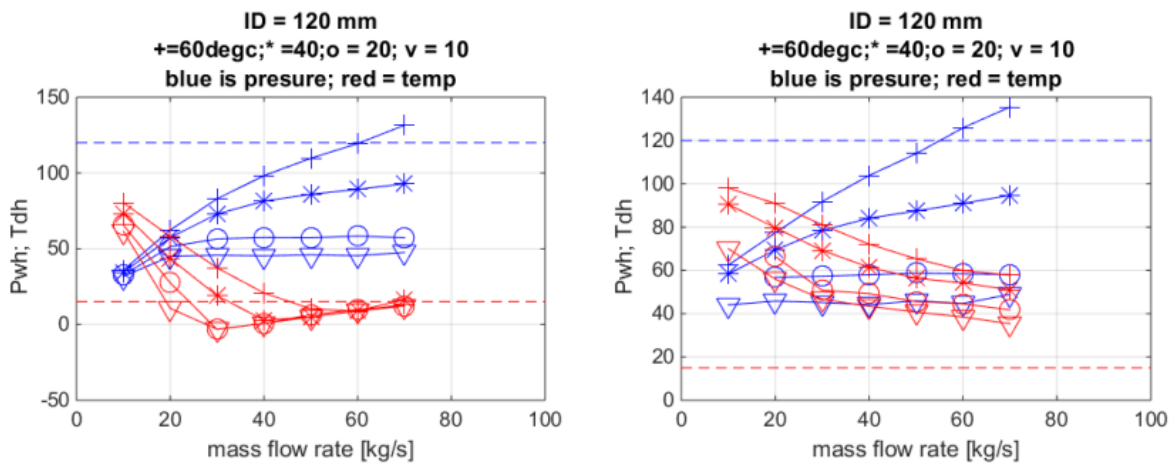 ID = 120 mm
+=60degc;* =40;o = 20; v = 10
blue is presure; red = temp
150
100
50
0
-50
Pwh; Tdh
0
20
40
60
80
100
mass flow rate [kg/s]
ID = 120 mm
+=60degc;* =40;o = 20; v = 10
blue is presure; red = temp
140
120
100
80
60
40
20
0
Pwh; Tdh
0
20
40
60
80
100
mass flow rate [kg/s]